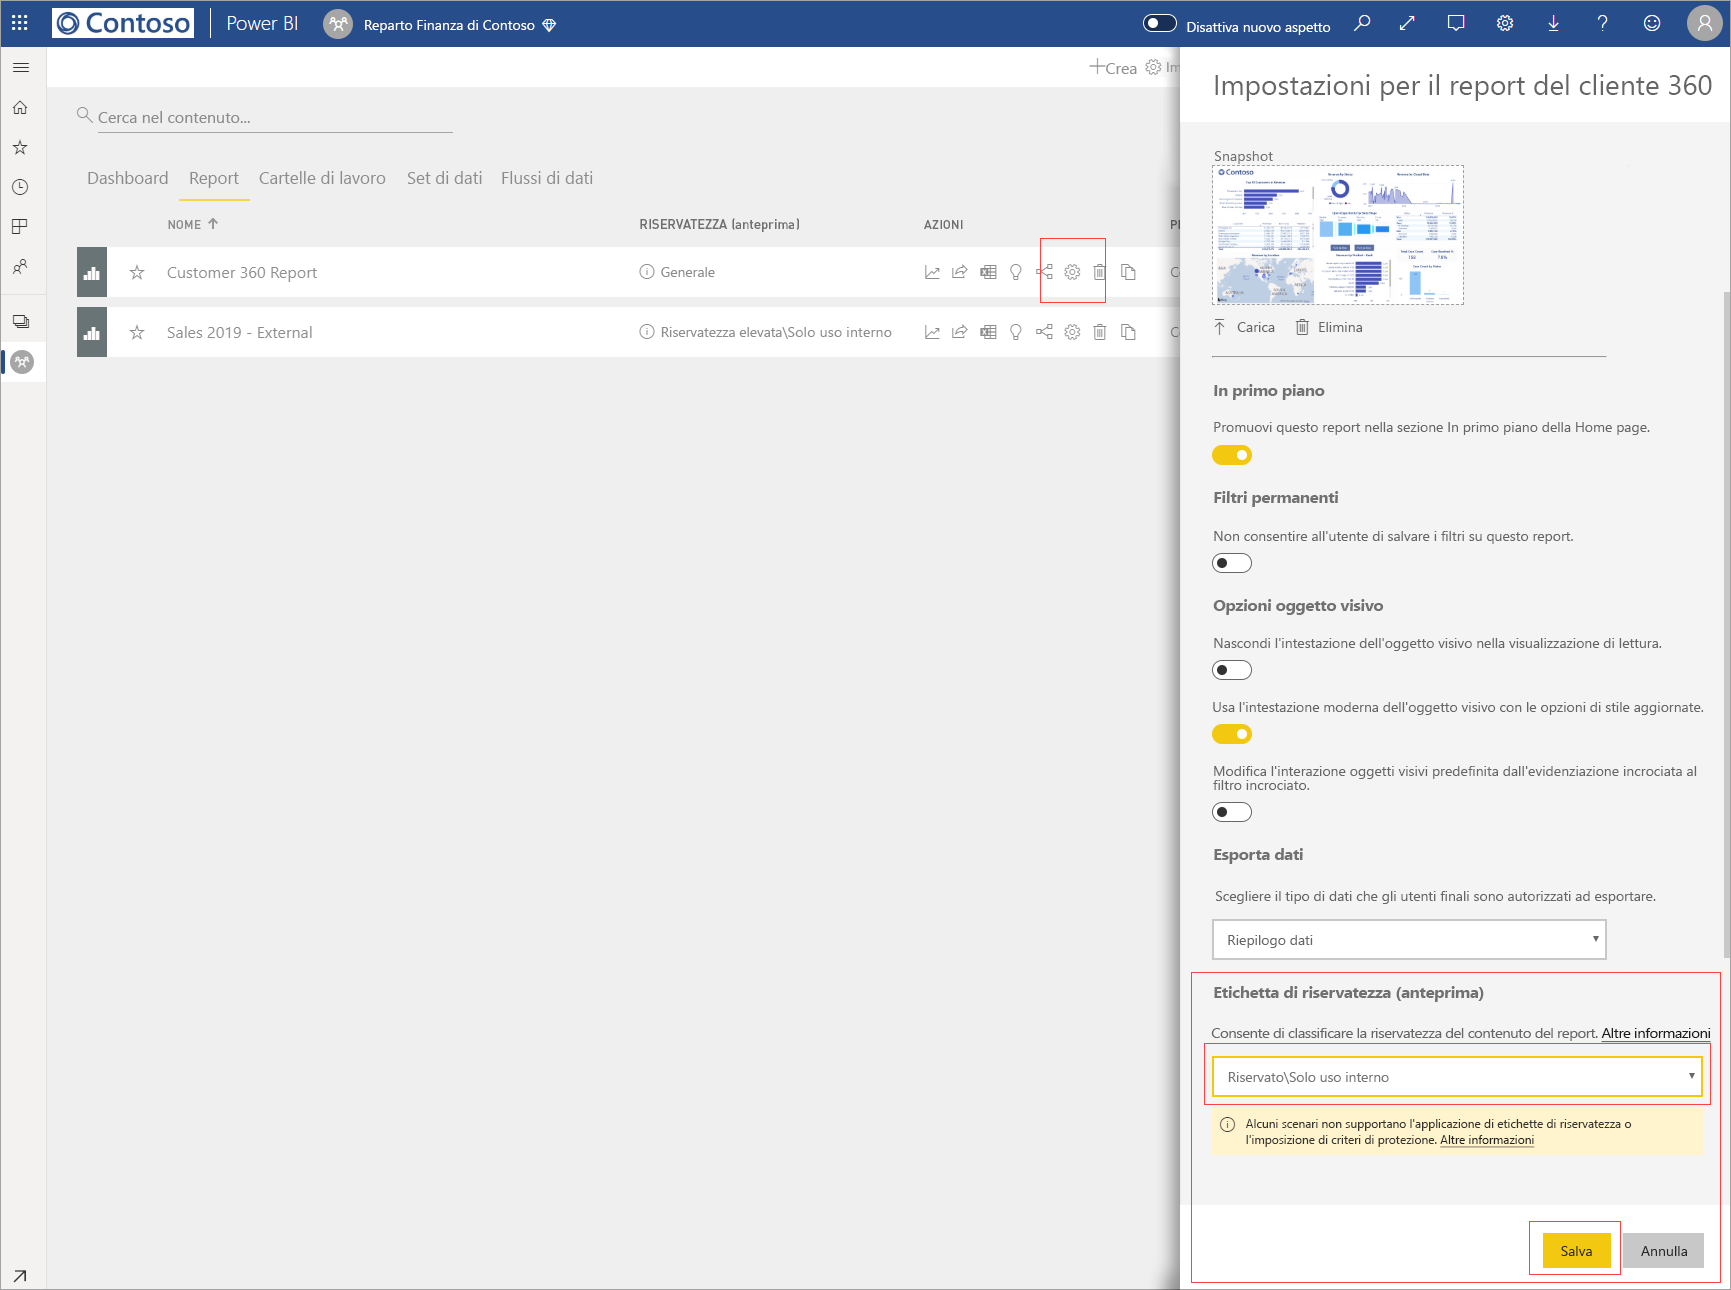 Contoso
Power BI
Reparto Finanza di Contoso
Disattiva nuovo aspetto
Crea
Cerca nel contenuto...
Dashboard Report Cartelle di lavoro Set di dati Flussi di dati
NOME RISERVATEZZA (anteprima) AZIONI
Customer 360 Report Generale
Sales 2019 - External Riservatezza elevata\Solo uso interno
Impostazioni per il report del cliente 360
Snapshot
Contoso
Carica Elimina
In primo piano
Promuovi questo report nella sezione In primo piano della Home page.
Filtri permanenti
Non consentire all'utente di salvare i filtri su questo report.
Opzioni oggetto visivo
Nascondi l'intestazione dell'oggetto visivo nella visualizzazione di lettura.
Usa l'intestazione moderna dell'oggetto visivo con le opzioni di stile aggiornate.
Modifica l'interazione oggetti visivi predefinita dall'evidenziazione incrociata al
filtro incrociato.
Esporta dati
Scegliere il tipo di dati che gli utenti finali sono autorizzati ad esportare.
Riepilogo dati
Etichetta di riservatezza (anteprima)
Consente di classificare la riservatezza del contenuto del report. Altre informazioni
Riservato\Solo uso interno
Alcuni scenari non supportano l'applicazione di etichette di riservatezza o
l'imposizione di criteri di protezione. Altre informazioni
Salva Annulla